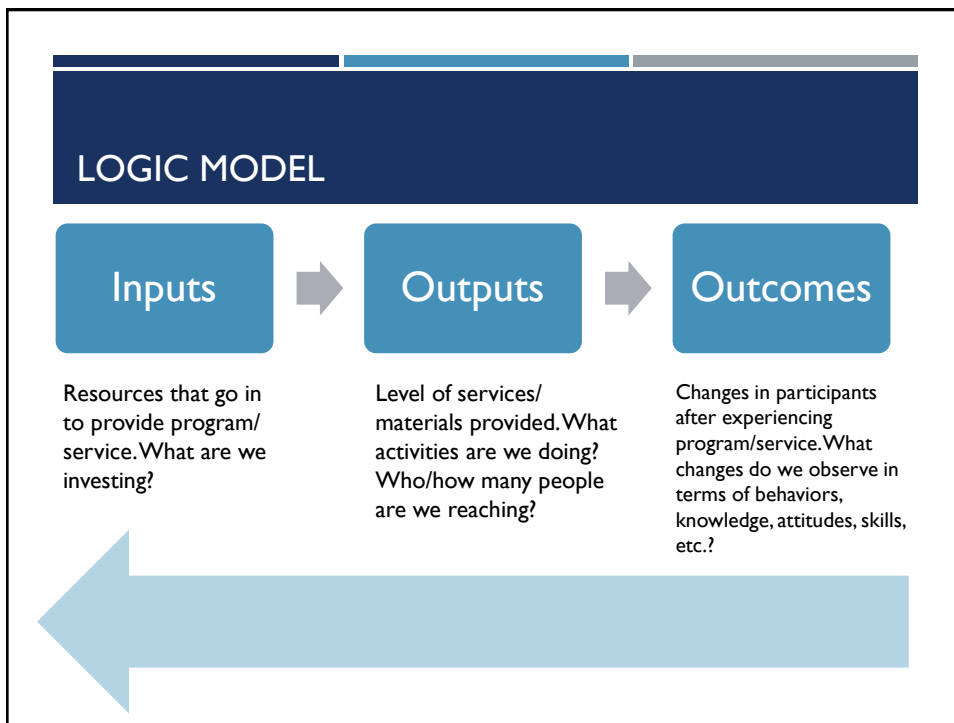 LOGIC MODEL
Inputs
Outputs
Outcomes
Resources that go in
to provide program/
service. What are we
investing?
Level of services/
materials provided. What
activities are we doing?
Who/how many people
are we reaching?
Changes in participants
after experiencing
program/service. What
changes do we observe in
terms of behaviors,
knowledge, attitudes, skills,
etc.?